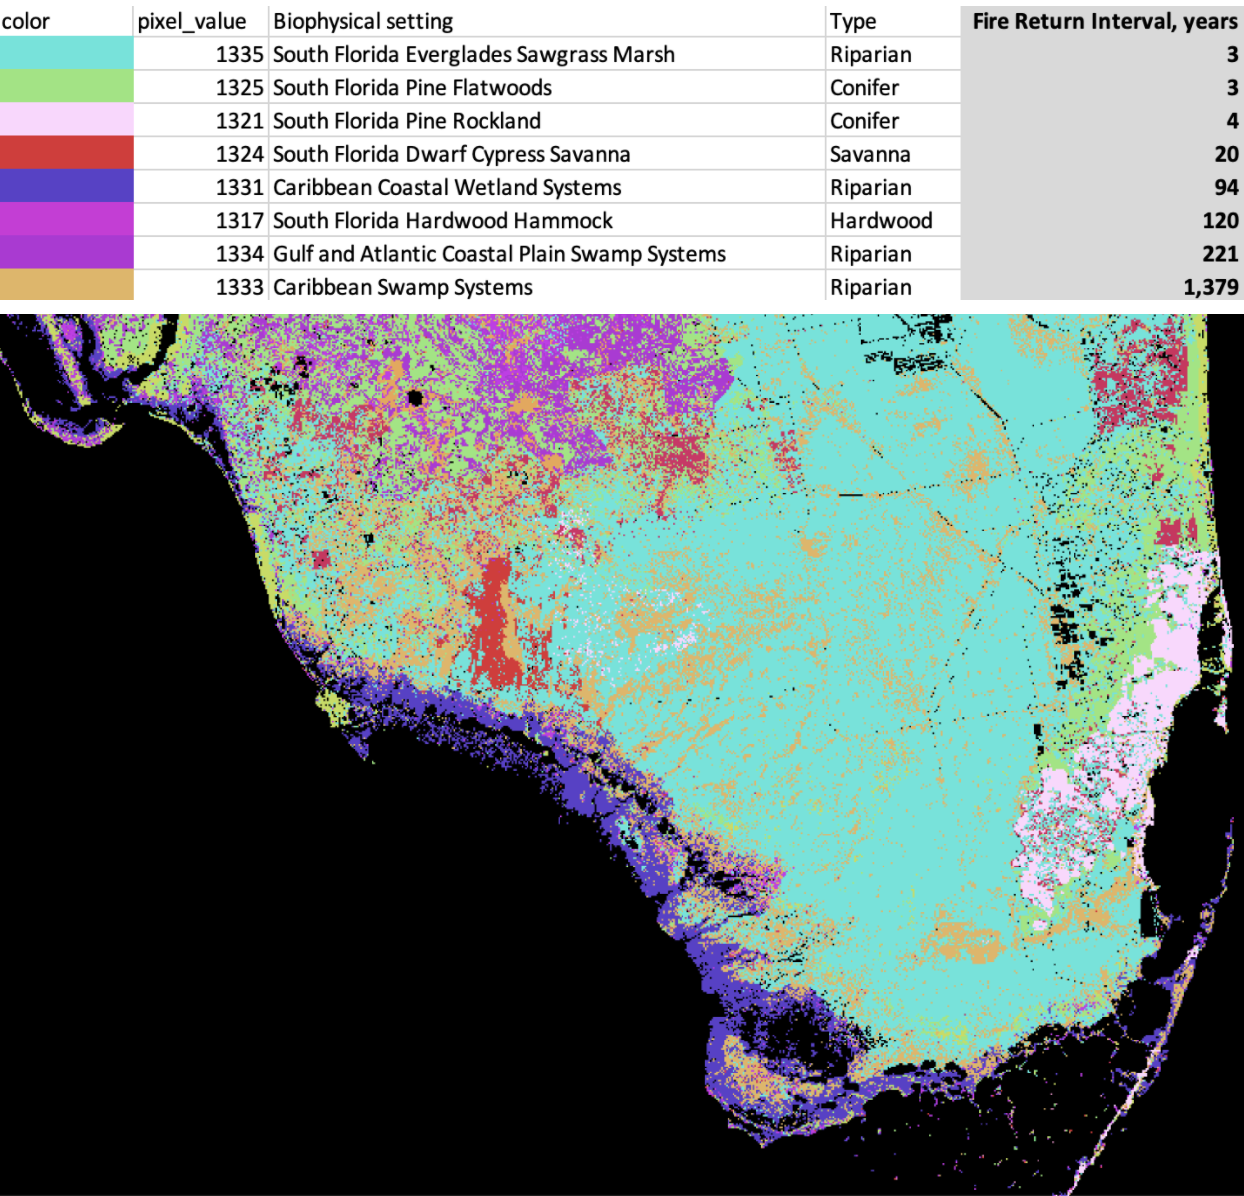 color pixel_value Biophysical setting Type Fire Return Interval, years
1335 South Florida Everglades Sawgrass Marsh Riparian 3
1325 South Florida Pine Flatwoods Conifer 3
1321 South Florida Pine Rockland Conifer 4
1324 South Florida Dwarf Cypress Savanna Savanna 20
1331 Caribbean Coastal Wetland Systems Riparian 94
1317 South Florida Hardwood Hammock Hardwood 120
1334 Gulf and Atlantic Coastal Plain Swamp Systems Riparian 221
1333 Caribbean Swamp Systems Riparian 1,379